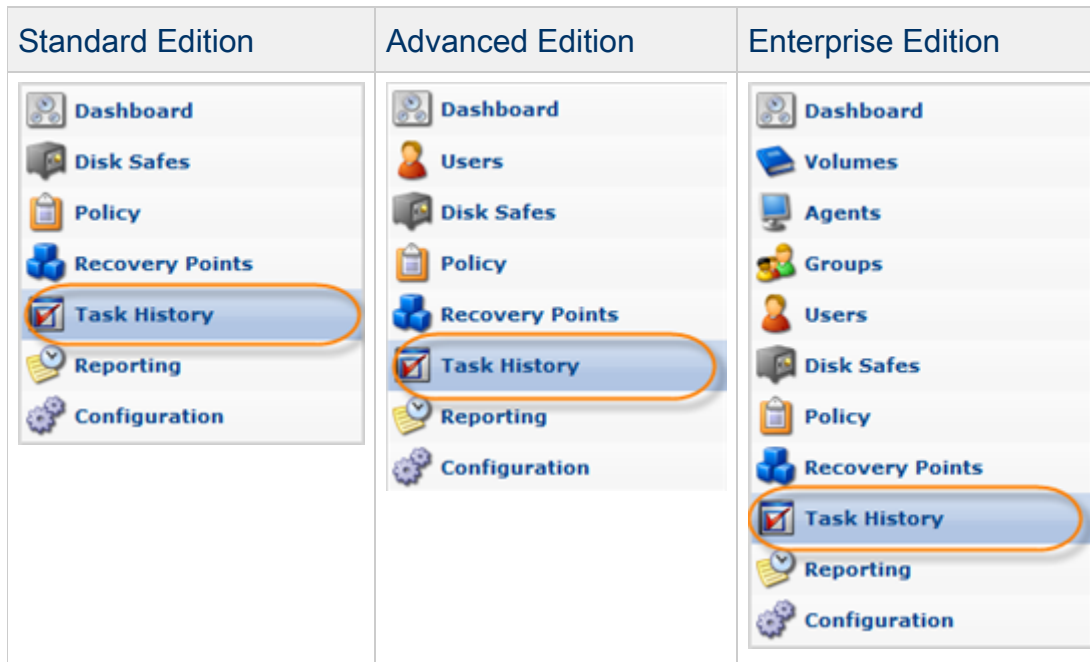 Standard Edition
Dashboard
Disk Safes
Policy
Recovery Points
Task History
Reporting
Configuration
Advanced Edition
Dashboard
Users
Disk Safes
Policy
Recovery Points
Task History
Reporting
Configuration
Enterprise Edition
Dashboard
Volumes
Agents
Groups
Users
Disk Safes
Policy
Recovery Points
Task History
Reporting
Configuration